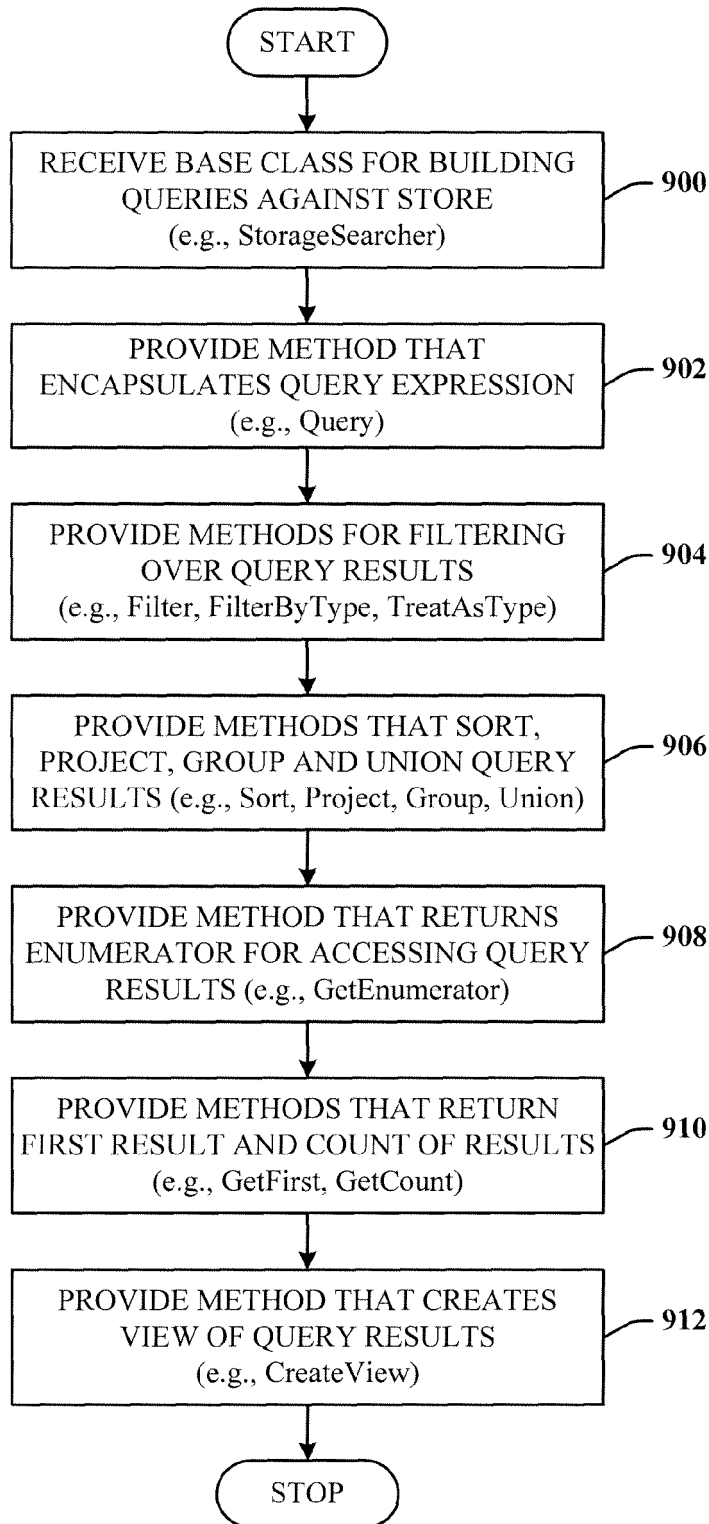 START
RECEIVE BASE CLASS FOR BUILDING
QUERIES AGAINST STORE
(e.g., StorageSearcher)
900
PROVIDE METHOD THAT
ENCAPSULATES QUERY EXPRESSION
(e.g., Query)
902
PROVIDE METHODS FOR FILTERING
OVER QUERY RESULTS
(e.g., Filter, FilterByType, TreatAsType)
904
PROVIDE METHODS THAT SORT,
PROJECT, GROUP AND UNION QUERY
RESULTS (e.g., Sort, Project, Group, Union)
906
PROVIDE METHOD THAT RETURNS
ENUMERATOR FOR ACCESSING QUERY
RESULTS (e.g., GetEnumerator)
908
PROVIDE METHODS THAT RETURN
FIRST RESULT AND COUNT OF RESULTS
(e.g., GetFirst, GetCount)
910
PROVIDE METHOD THAT CREATES
VIEW OF QUERY RESULTS
(e.g., CreateView)
912
STOP